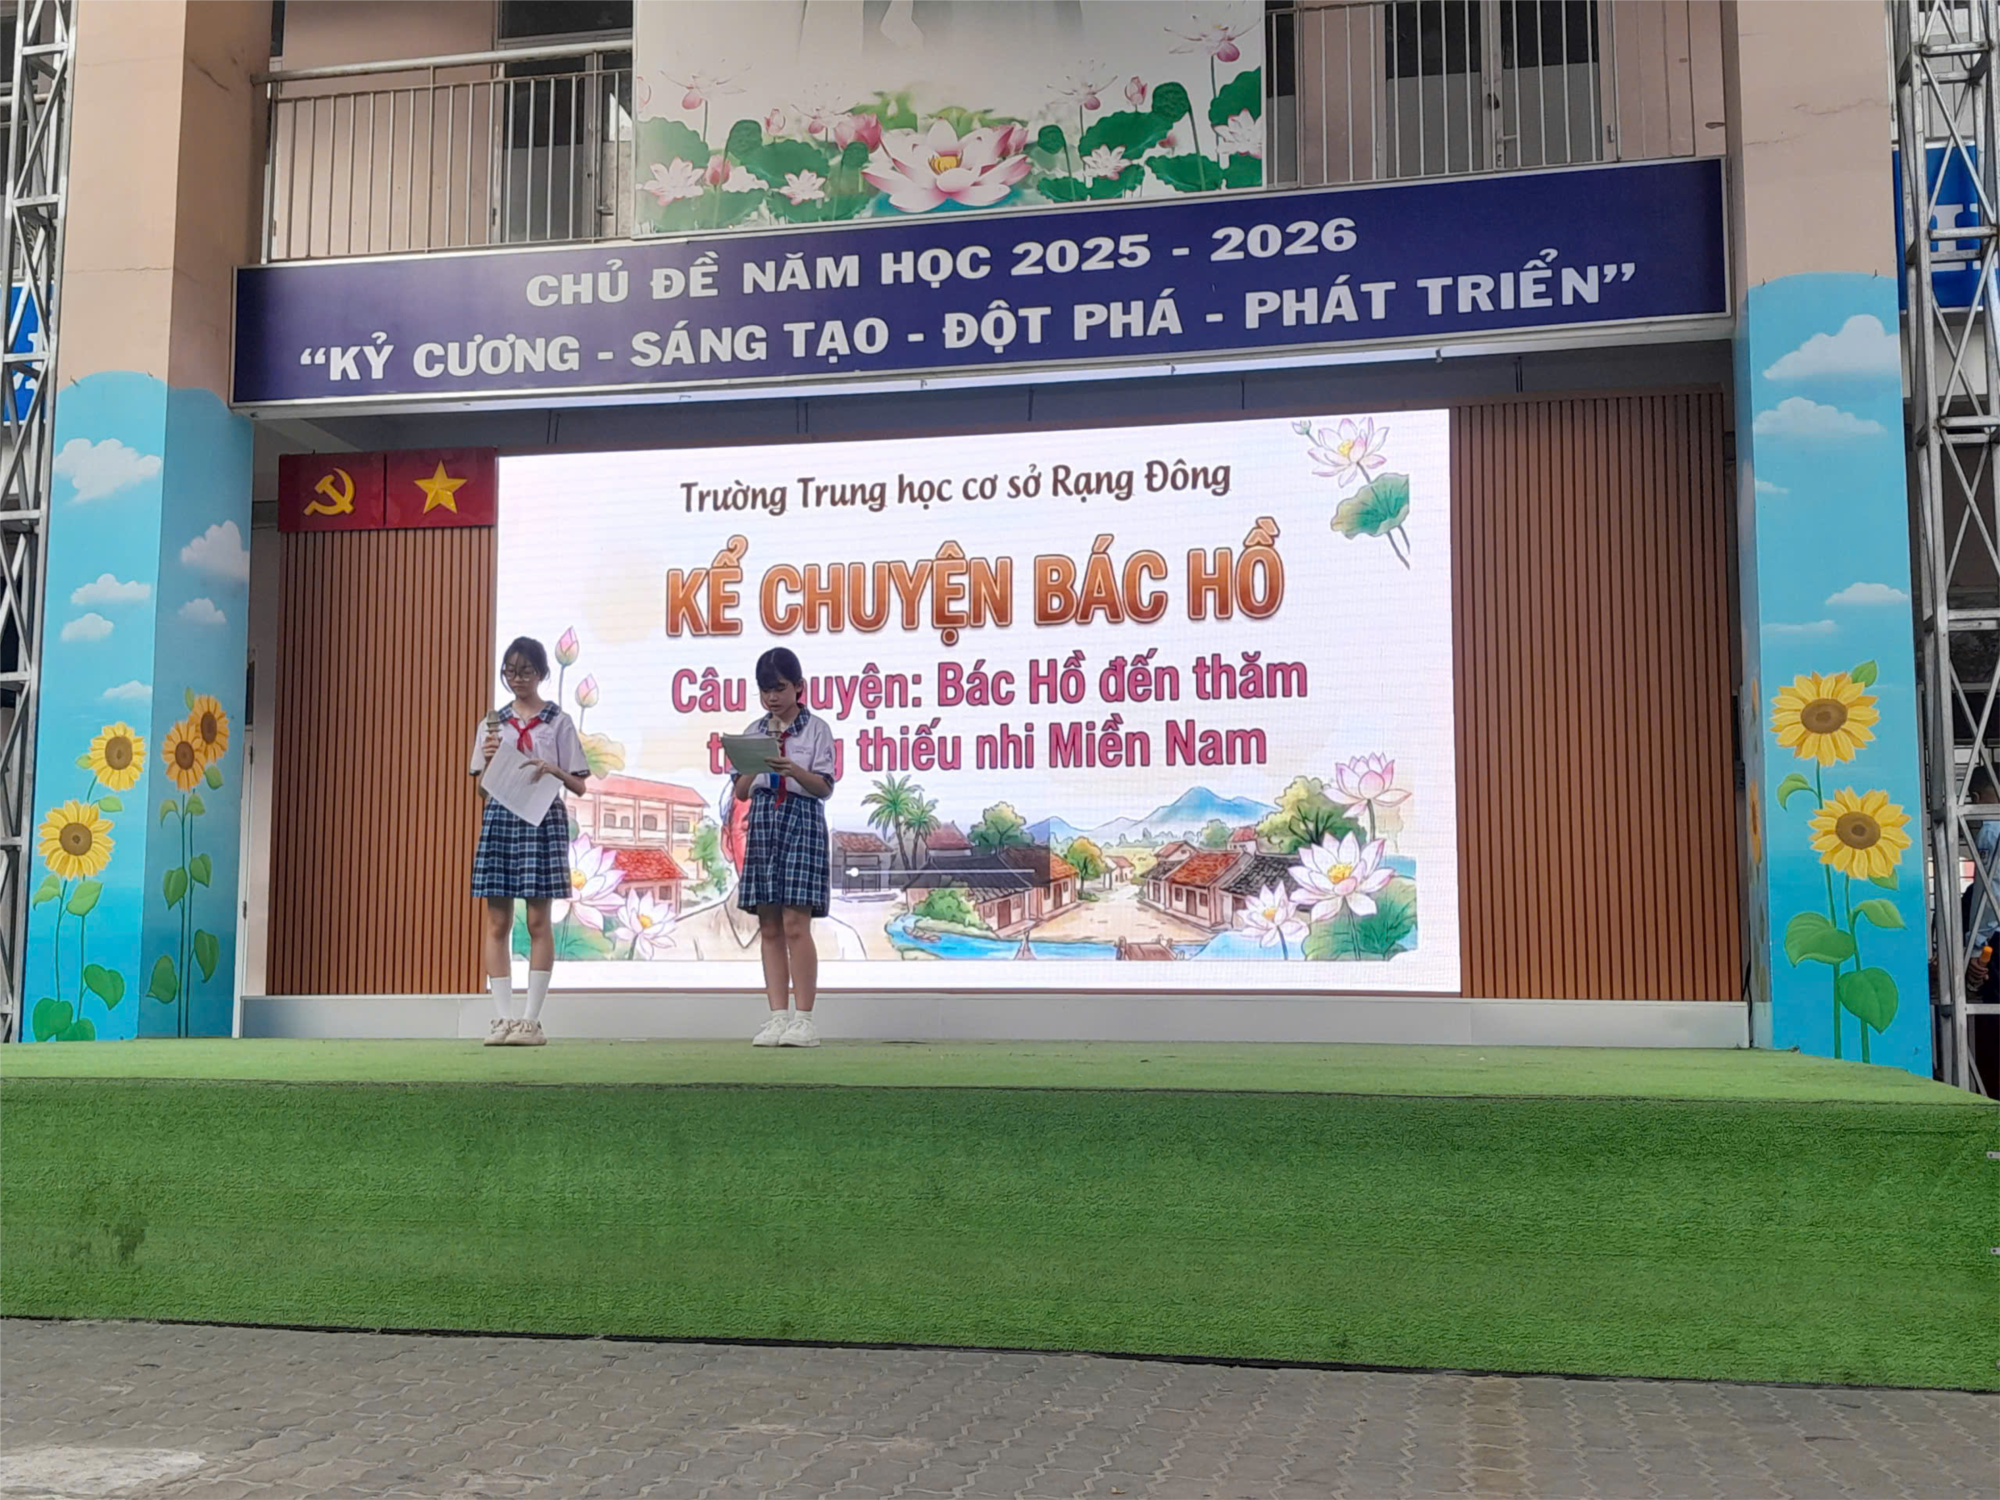 CHỦ ĐỀ NĂM HỌC 2025 - 2026
“KỶ CƯƠNG - SÁNG TẠO - ĐỘT PHÁ - PHÁT TRIỂN”
Trường Trung học cơ sở Rạng Đông
KỂ CHUYỆN BÁC HỒ
Câu uyện: Bác Hồ đến thăm
thiếu nhi Miền Nam